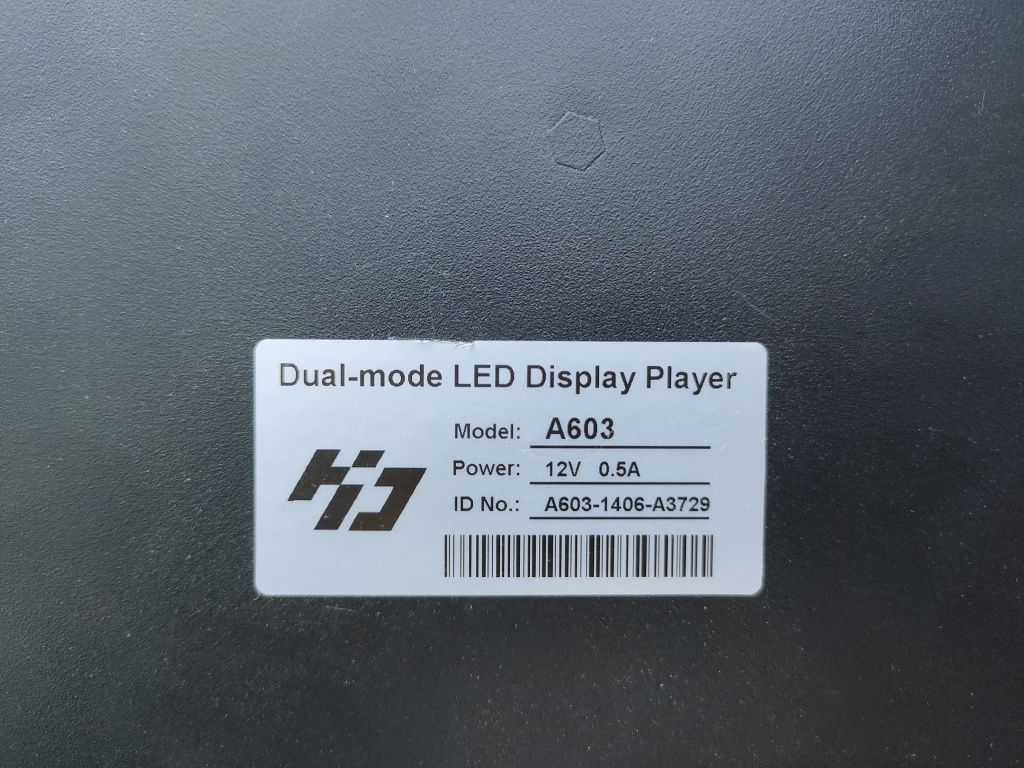 Dual-mode LED Display Player
Model: A603
Power: 12V 0.5A
ID No.: A603-1406-A3729